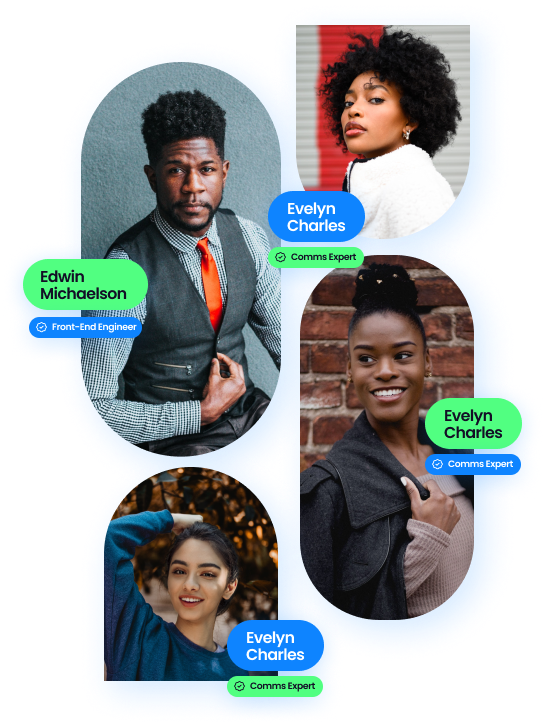 Evelyn
Charles
Comms Expert
Edwin
Michaelson
Front-End Engineer
Evelyn
Charles
Comms Expert
Evelyn
Charles
Comms Expert